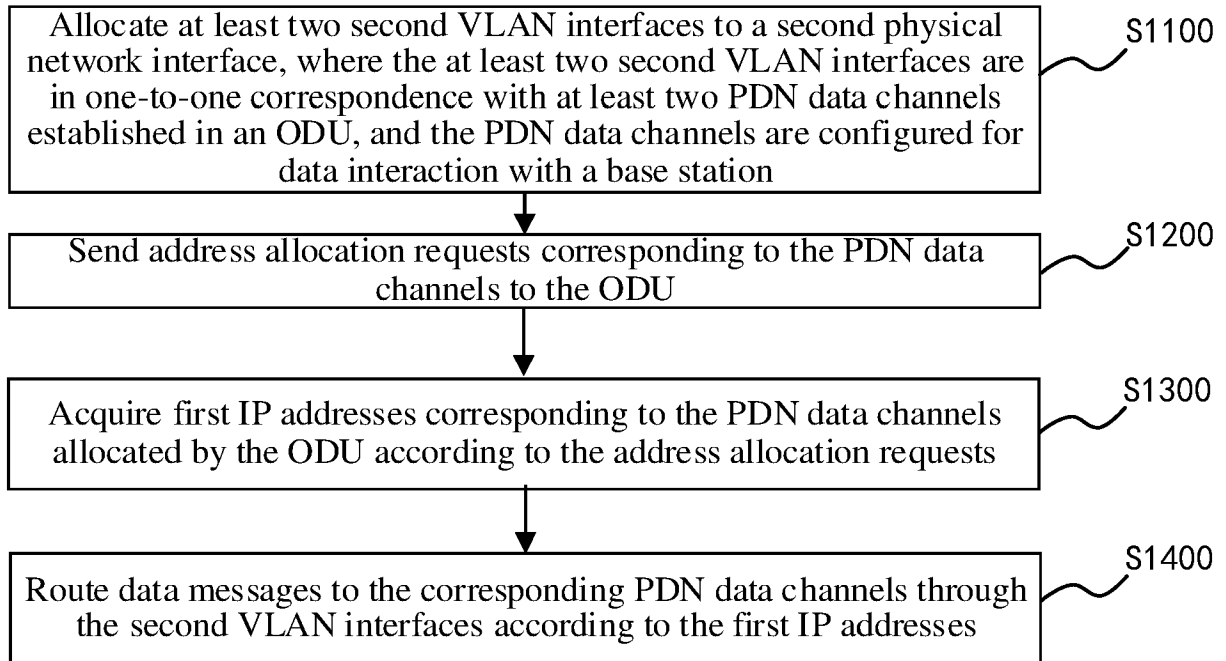 Allocate at least two second VLAN interfaces to a second physical
network interface, where the at least two second VLAN interfaces are
in one-to-one correspondence with at least two PDN data channels
established in an ODU, and the PDN data channels are configured for
data interaction with a base station
S1100
Send address allocation requests corresponding to the PDN data
channels to the ODU
S1200
Acquire first IP addresses corresponding to the PDN data channels
allocated by the ODU according to the address allocation requests
S1300
Route data messages to the corresponding PDN data channels through
the second VLAN interfaces according to the first IP addresses
S1400